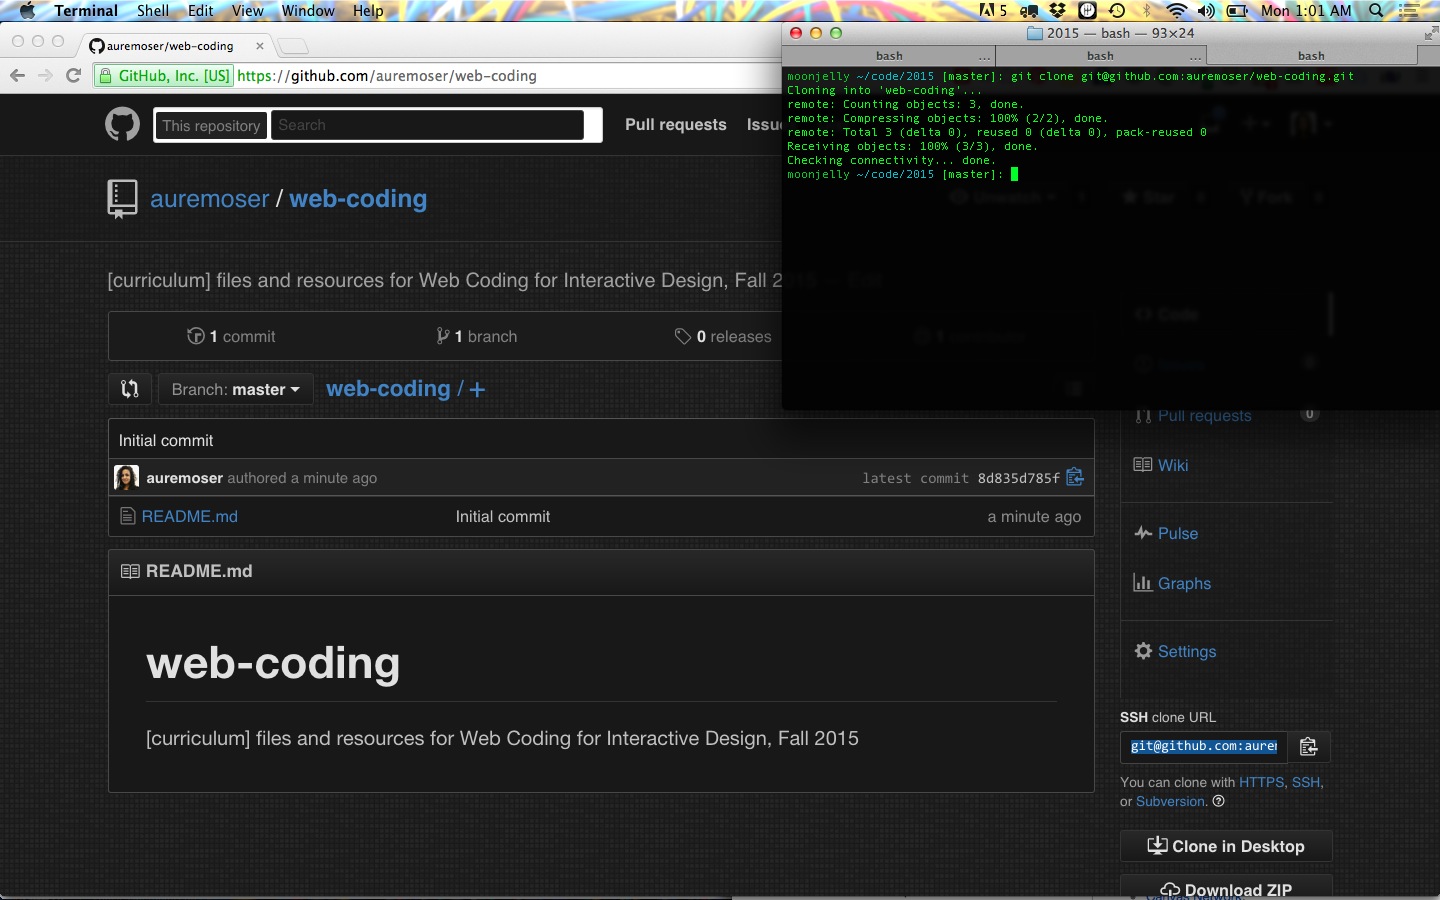 Terminal Shell Edit View Window Help
5 Mon 1:01 AM
auremoser/web-coding
GitHub, Inc. [US] https://github.com/auremoser/web-coding
This repository Search Pull requests Issu
auremoser / web-coding
[curriculum] files and resources for Web Coding for Interactive Design, Fall 2015 — Edit
1 commit 1 branch 0 releases
Branch: master web-coding / +
Initial commit
auremoser authored a minute ago latest commit 8d835d785f
README.md Initial commit a minute ago
README.md
web-coding
[curriculum] files and resources for Web Coding for Interactive Design, Fall 2015
2015 — bash — 93×24
bash ... bash ... bash
moonjelly ~/code/2015 [master]: git clone git@github.com:auremoser/web-coding.git
Cloning into 'web-coding'...
remote: Counting objects: 3, done.
remote: Compressing objects: 100% (2/2), done.
remote: Total 3 (delta 0), reused 0 (delta 0), pack-reused 0
Receiving objects: 100% (3/3), done.
Checking connectivity... done.
moonjelly ~/code/2015 [master]:
Unwatch Star Fork
Code
Pull requests 0
Wiki
Pulse
Graphs
Settings
SSH clone URL
git@github.com:aure
You can clone with HTTPS, SSH,
or Subversion.
Clone in Desktop
Download ZIP